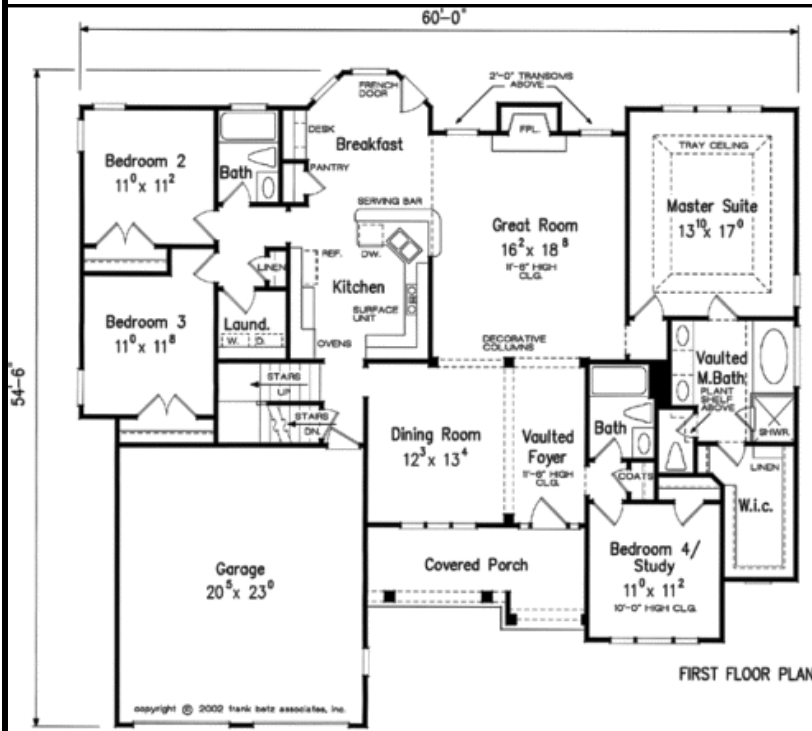 60'-0"
54'-6"
FRENCH
DOOR
2'-0" TRANSOMS
ABOVE
DESK
Breakfast
FPL.
TRAY CEILING
Bedroom 2
11⁰ x 11²
Bath
PANTRY
SERVING BAR
Master Suite
13¹⁰ x 17⁰
Great Room
16² x 18⁸
11'-6" HIGH
CLG.
REF.
DW.
LINEN
Kitchen
SURFACE
UNIT
Bedroom 3
11⁰ x 11⁸
Laund.
W. D.
OVENS
DECORATIVE
COLUMNS
Vaulted
M.Bath
PLANT
SHELF
ABOVE
SHWR.
STAIRS
UP
STAIRS
DN.
Dining Room
12³ x 13⁴
Vaulted
Foyer
11'-6" HIGH
CLG.
Bath
COATS
LINEN
W.i.c.
Garage
20⁵ x 23⁰
Covered Porch
Bedroom 4/
Study
11⁰ x 11²
10'-0" HIGH CLG.
FIRST FLOOR PLAN
copyright © 2002 frank betz associates, inc.